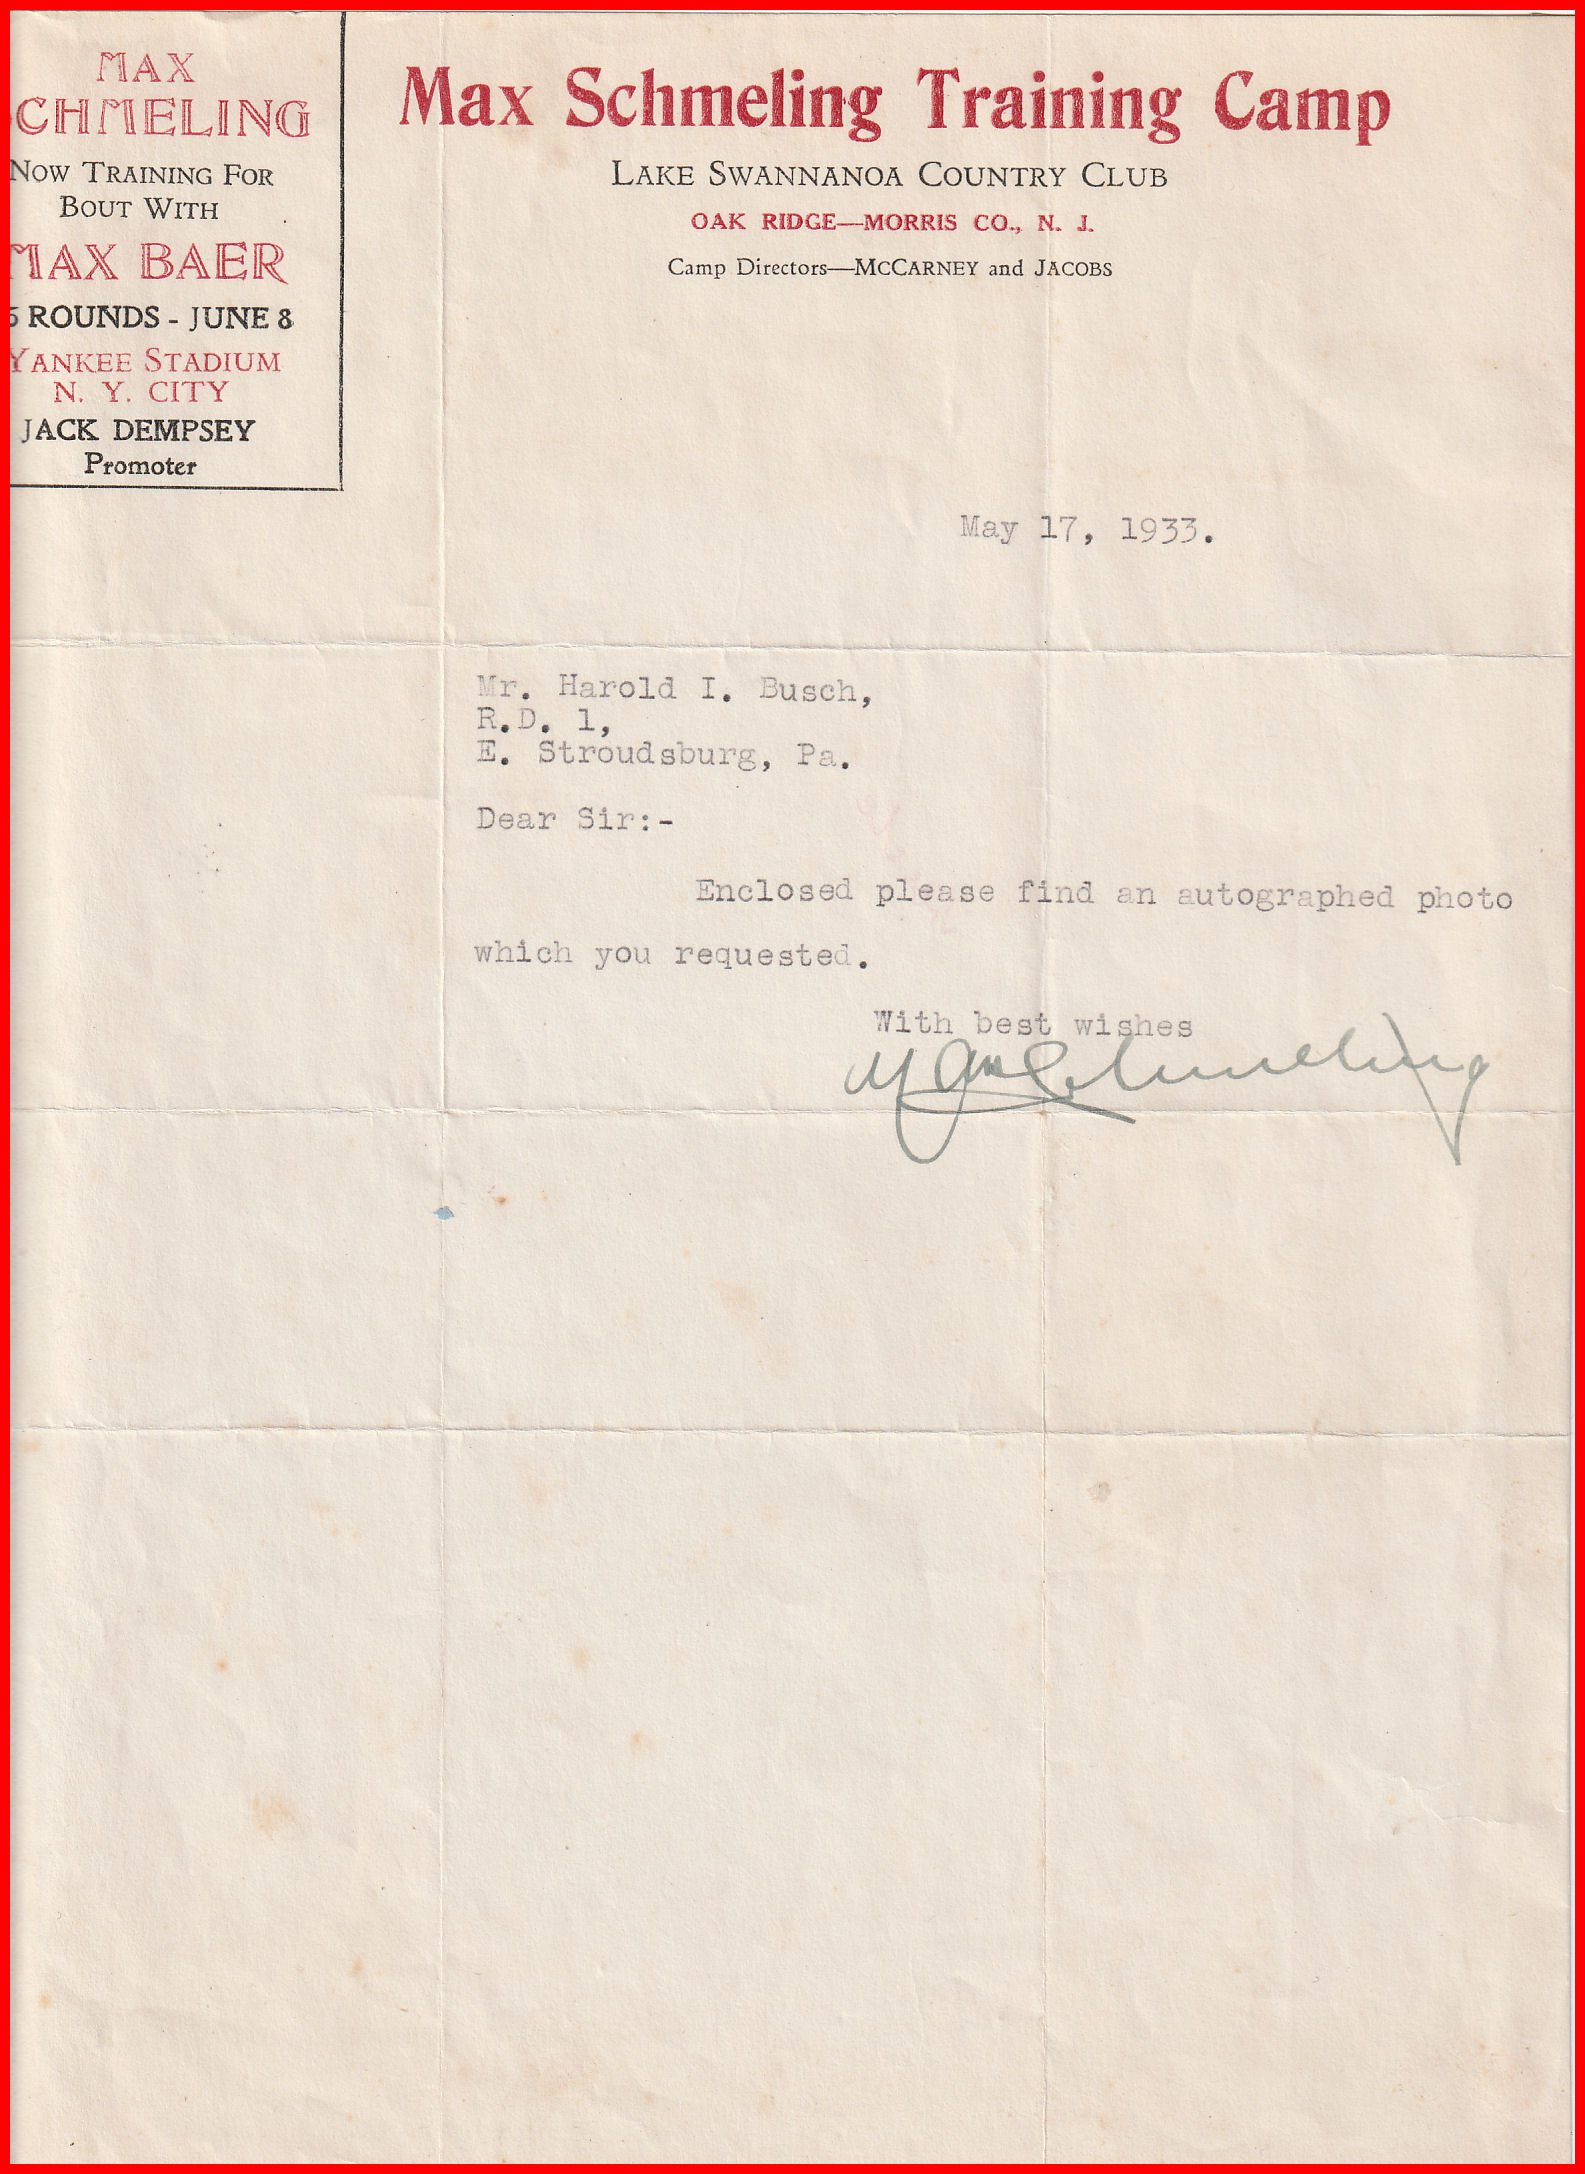 MAX
CHMELING
NOW TRAINING FOR
BOUT WITH
MAX BAER
5 ROUNDS - JUNE 8
YANKEE STADIUM
N. Y. CITY
JACK DEMPSEY
Promoter
Max Schmeling Training Camp
LAKE SWANNANOA COUNTRY CLUB
OAK RIDGE—MORRIS CO., N. J.
Camp Directors—MCCARNEY and JACOBS
May 17, 1933.
Mr. Harold I. Busch,
R.D. 1,
E. Stroudsburg, Pa.
Dear Sir:-
Enclosed please find an autographed photo
which you requested.
With best wishes
Max Schmeling